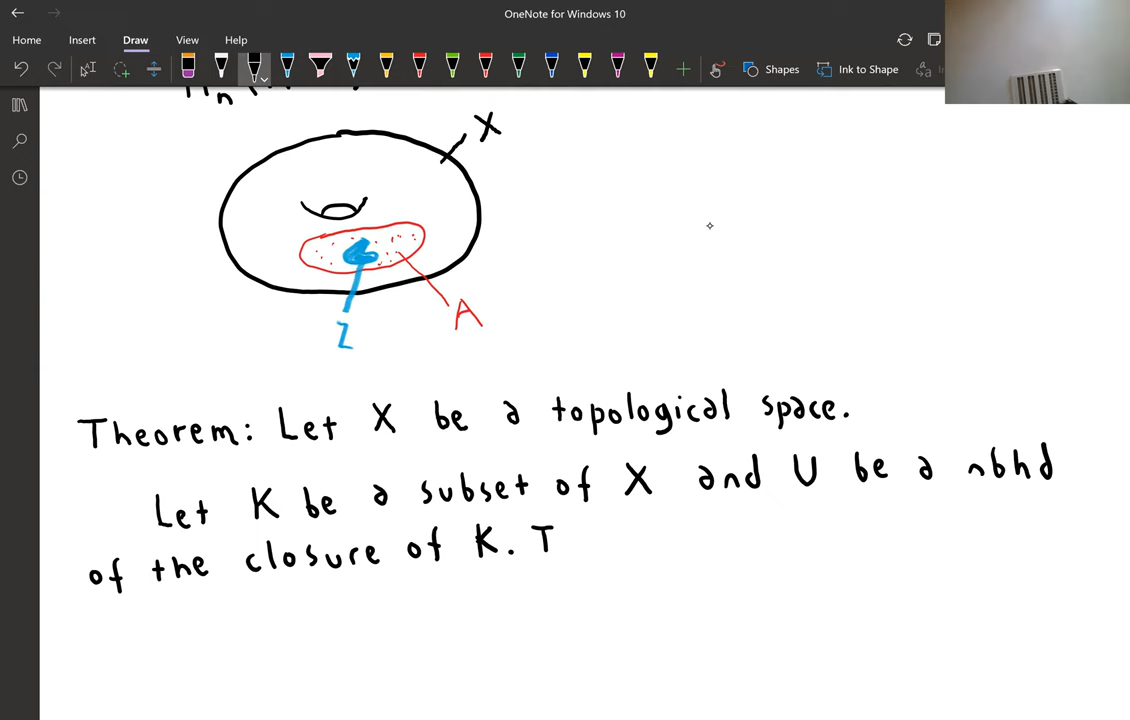 OneNote for Windows 10
Home Insert Draw View Help
Shapes Ink to Shape
X
A
Z
Theorem: Let X be a topological space.
Let K be a subset of X and U be a nbhd
of the closure of K. T